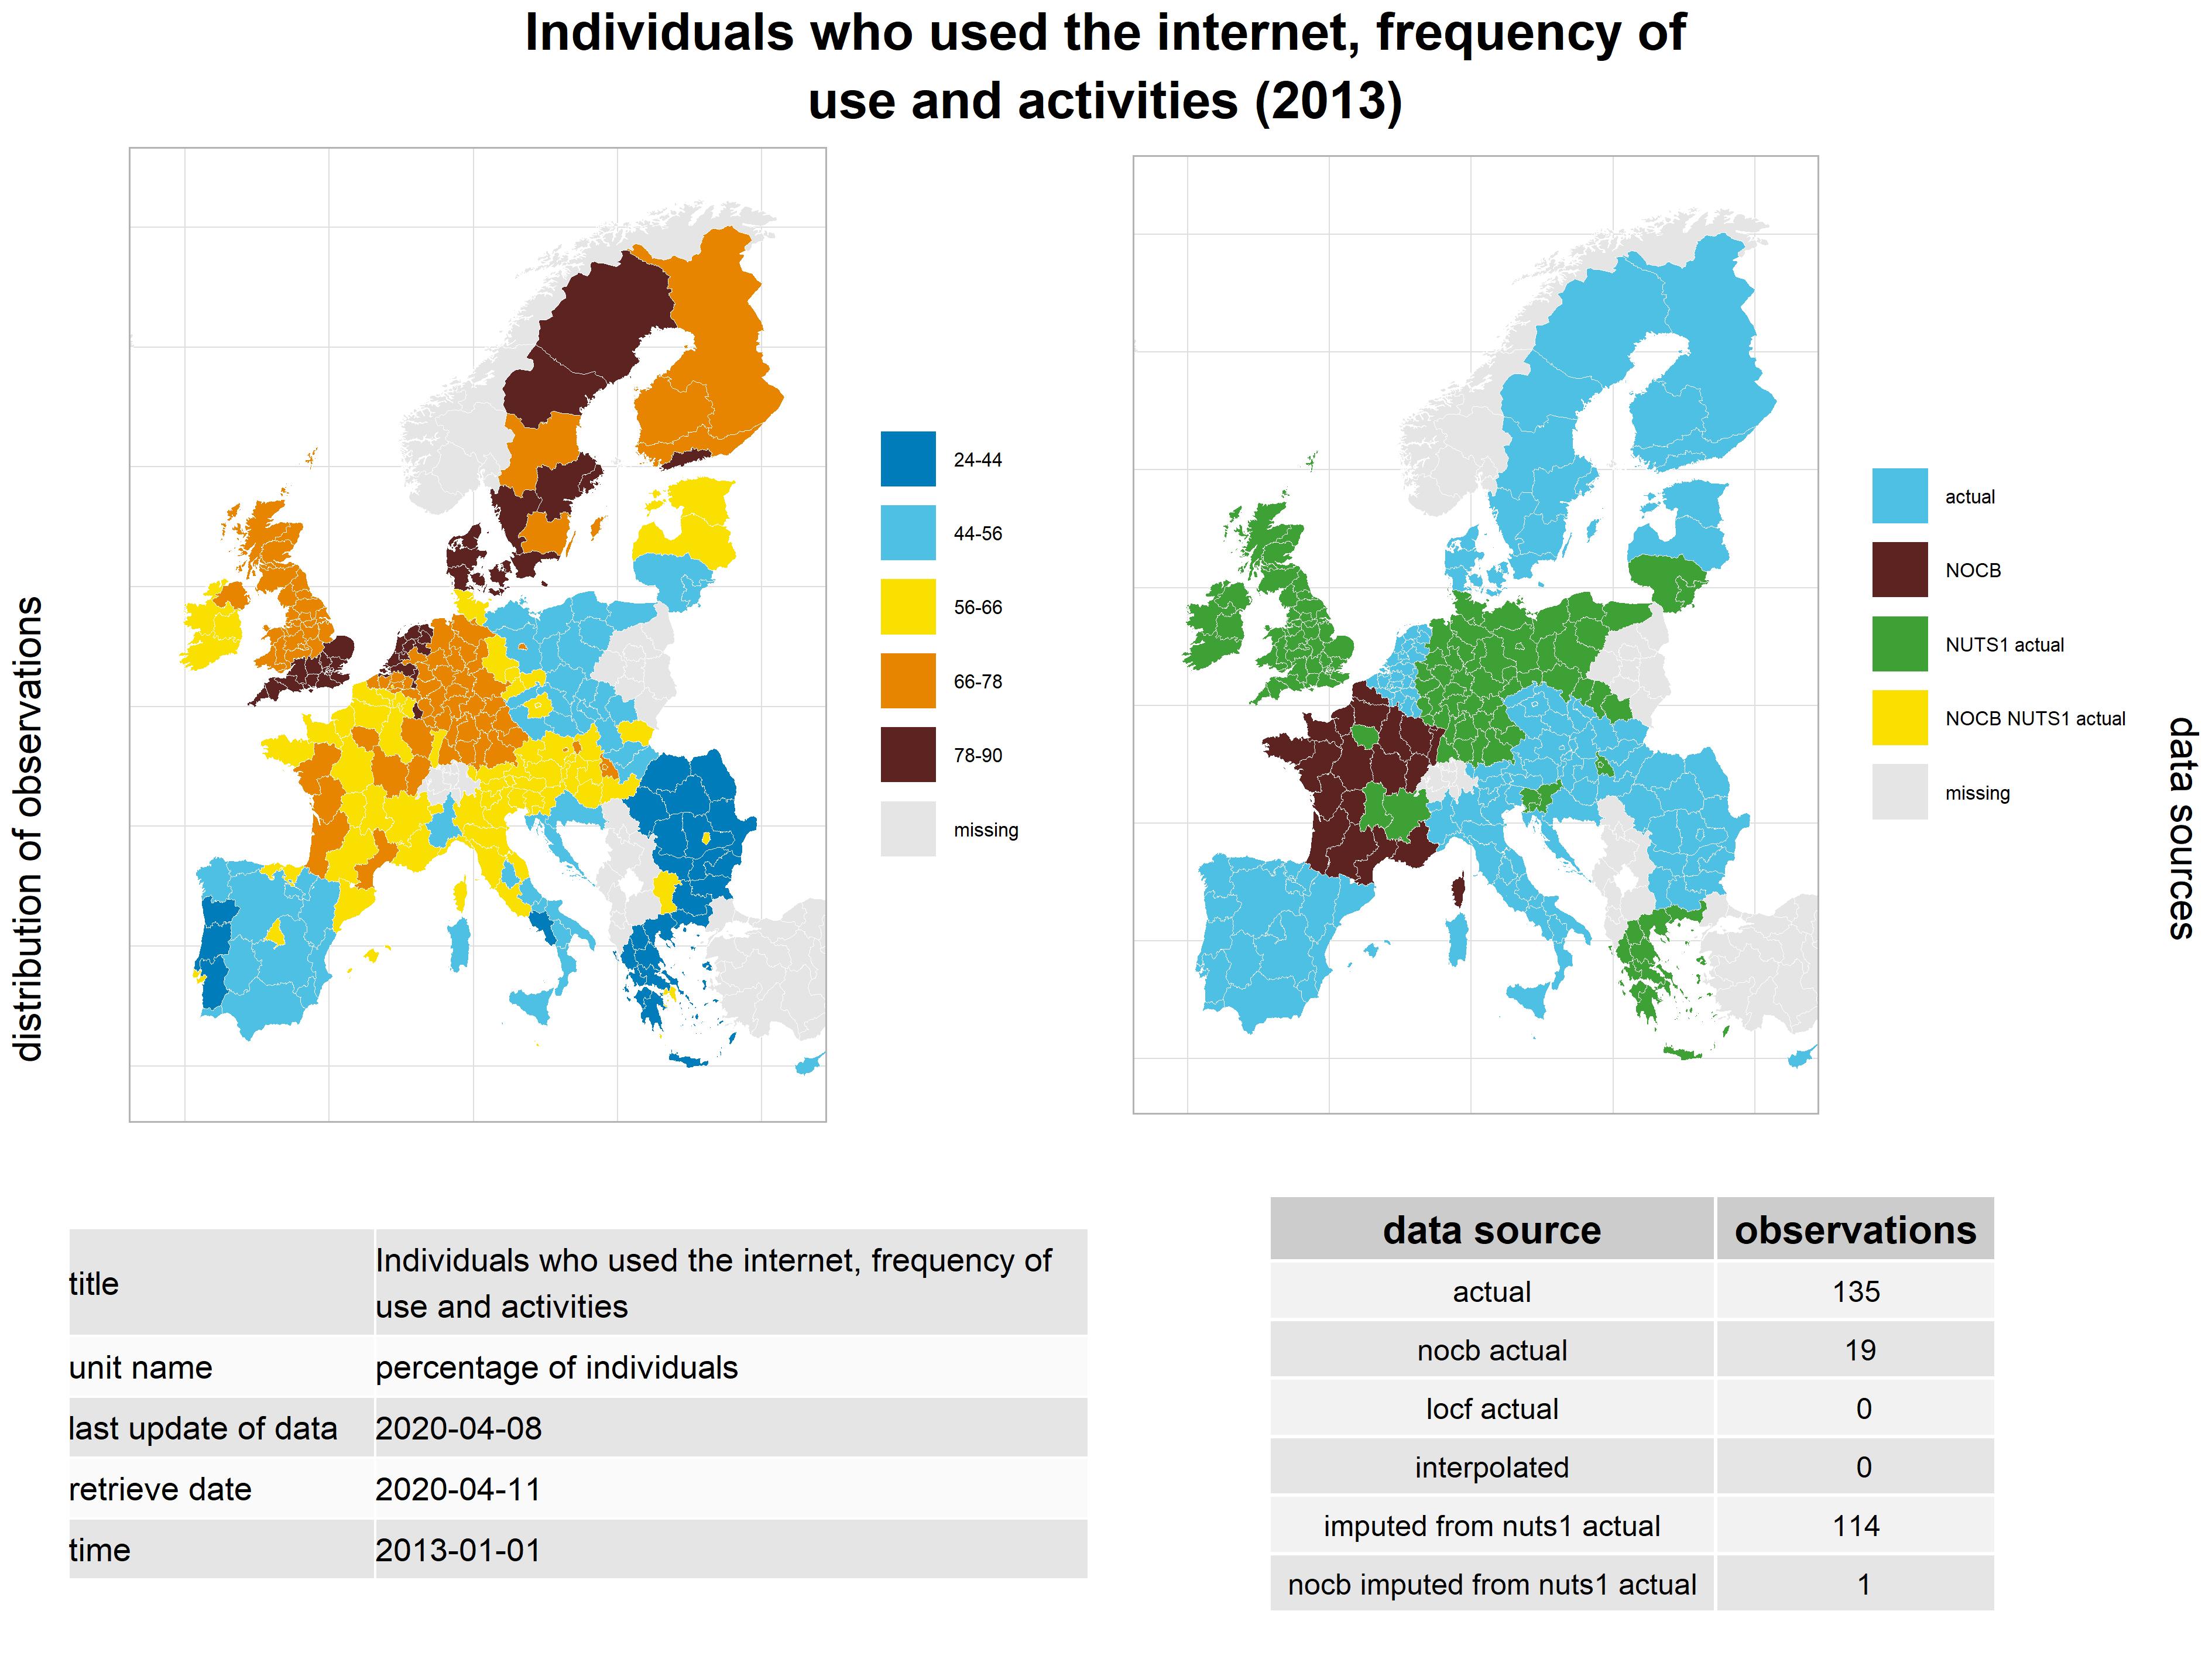 Individuals who used the internet, frequency of
use and activities (2013)
distribution of observations
24-44
44-56
56-66
66-78
78-90
missing
actual
NOCB
NUTS1 actual
NOCB NUTS1 actual
missing
data sources
title
Individuals who used the internet, frequency of
use and activities
unit name percentage of individuals
last update of data 2020-04-08
retrieve date 2020-04-11
time 2013-01-01
data source observations
actual 135
nocb actual 19
locf actual 0
interpolated 0
imputed from nuts1 actual 114
nocb imputed from nuts1 actual 1